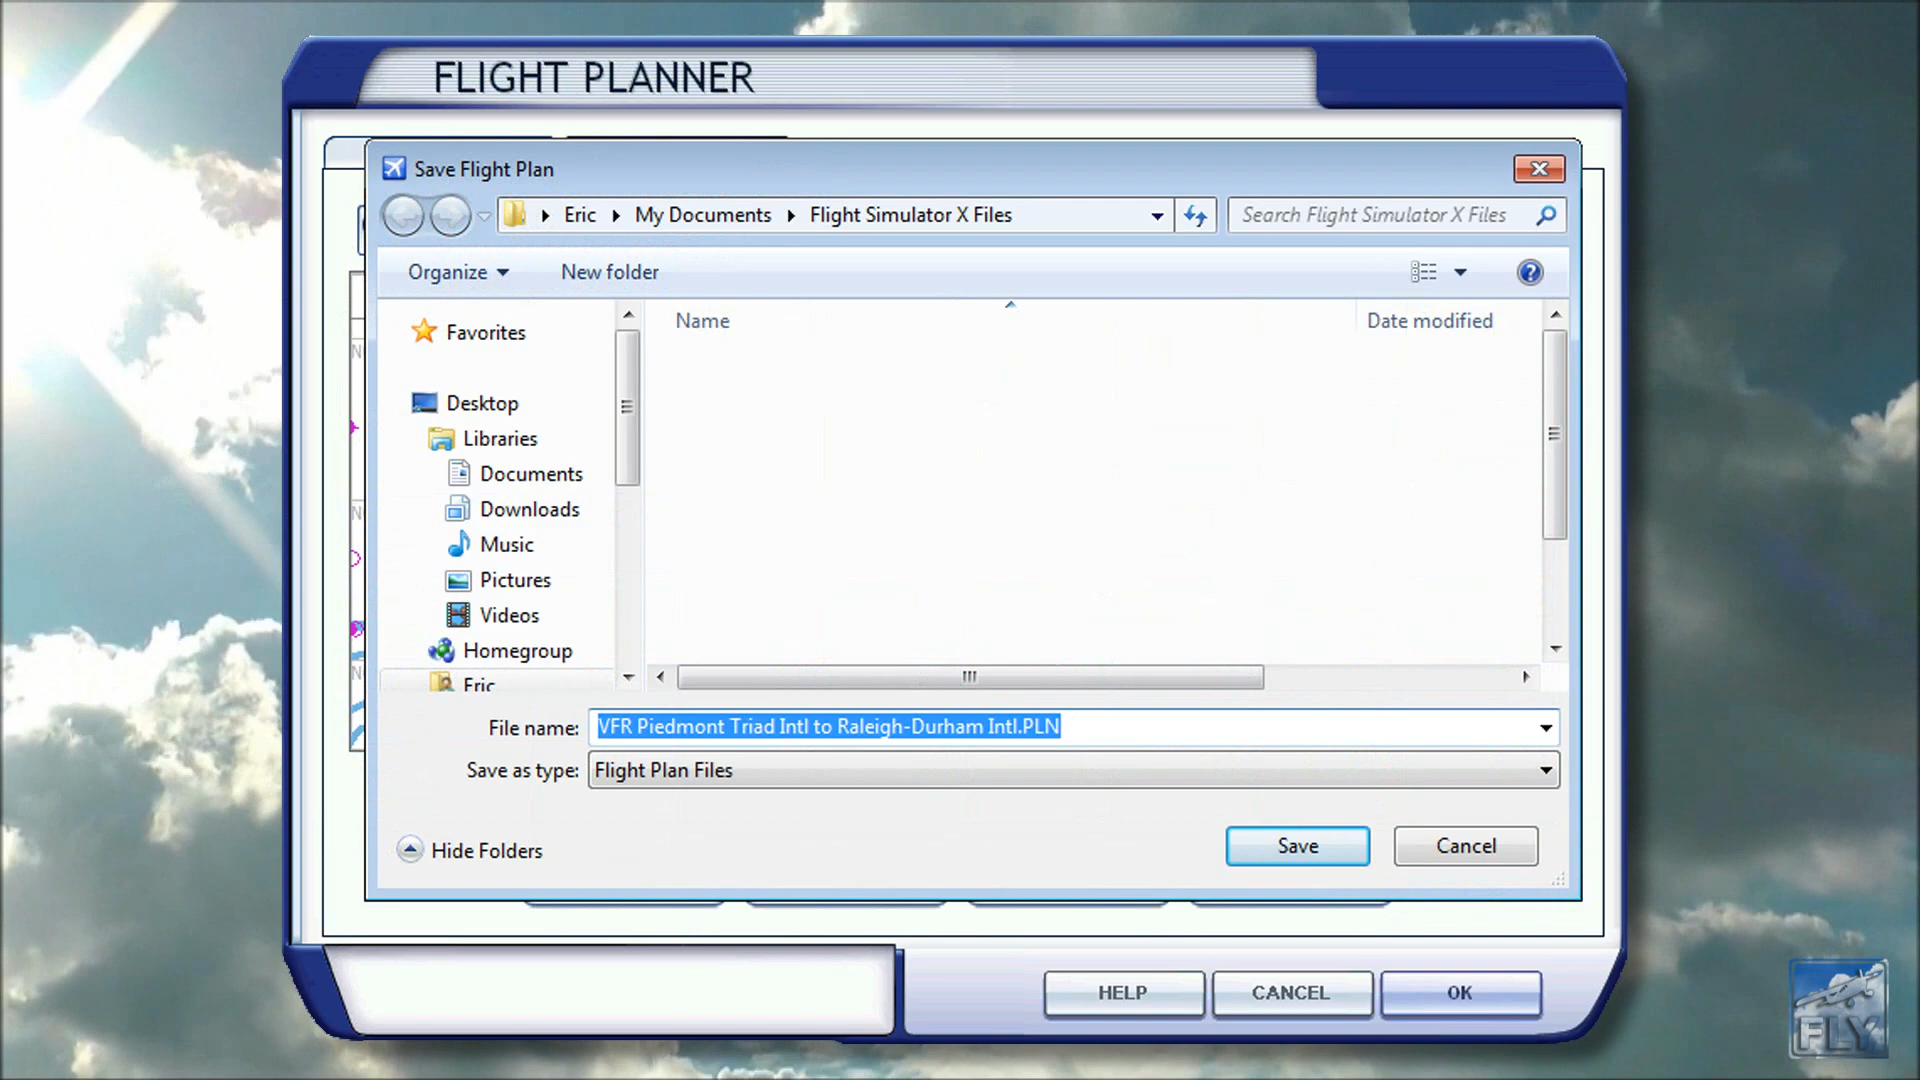 FLIGHT PLANNER
Save Flight Plan
Eric My Documents Flight Simulator X Files
Search Flight Simulator X Files
Organize New folder
Name Date modified
Favorites
Desktop
Libraries
Documents
Downloads
Music
Pictures
Videos
Homegroup
Eric
File name: VFR Piedmont Triad Intl to Raleigh-Durham Intl.PLN
Save as type: Flight Plan Files
Hide Folders Save Cancel
HELP CANCEL OK
FLY